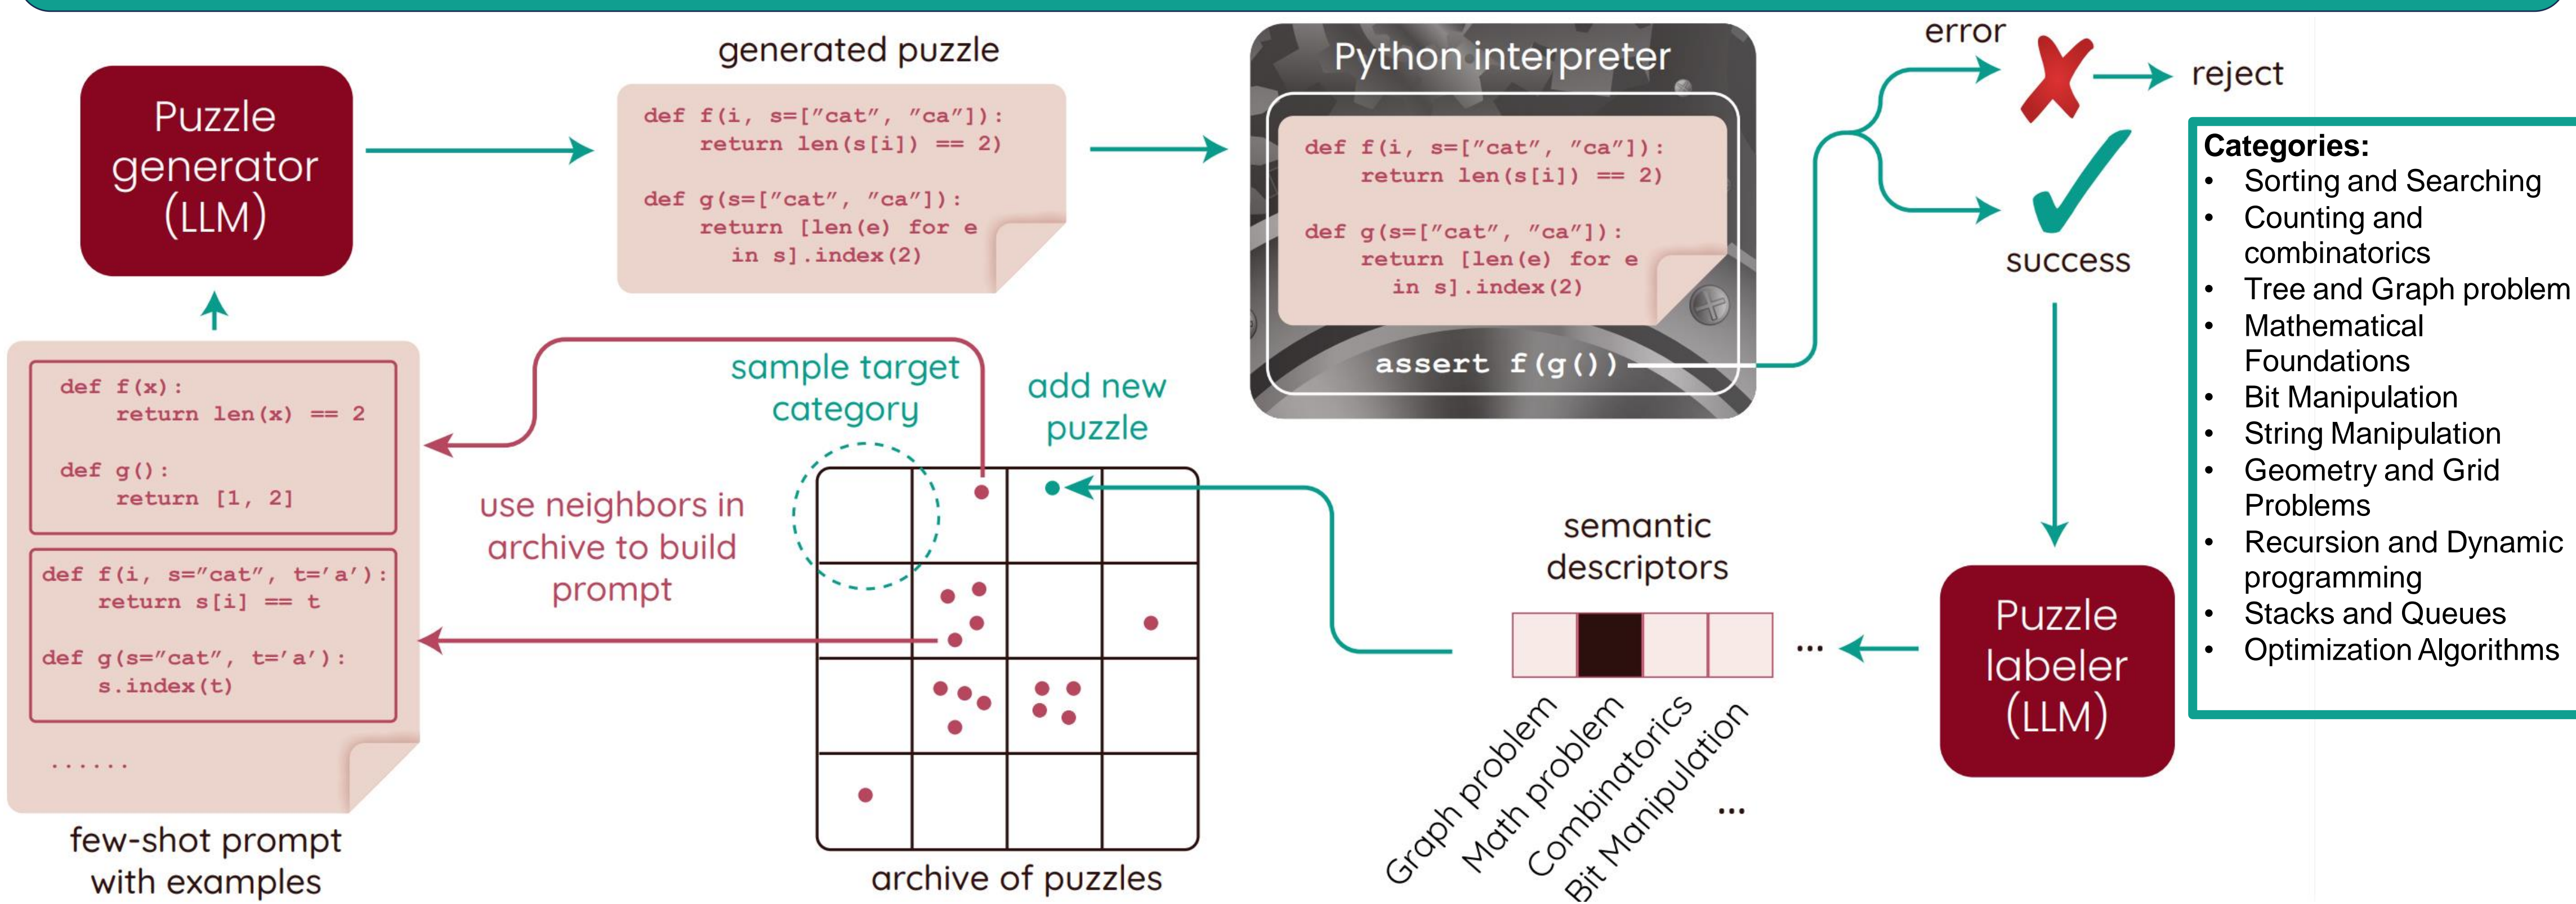 Puzzle
generator
(LLM)
generated puzzle
def f(i, s=["cat", "ca"]):
return len(s[i]) == 2)
def g(s=["cat", "ca"]):
return [len(e) for e
in s].index(2)
Python interpreter
def f(i, s=["cat", "ca"]):
return len(s[i]) == 2)
def g(s=["cat", "ca"]):
return [len(e) for e
in s].index(2)
assert f(g())
error
reject
success
Categories:
• Sorting and Searching
• Counting and
combinatorics
• Tree and Graph problem
• Mathematical
Foundations
• Bit Manipulation
• String Manipulation
• Geometry and Grid
Problems
• Recursion and Dynamic
programming
• Stacks and Queues
• Optimization Algorithms
def f(x):
return len(x) == 2
def g():
return [1, 2]
def f(i, s="cat", t='a'):
return s[i] == t
def g(s="cat", t='a'):
s.index(t)
......
few-shot prompt
with examples
sample target
category
add new
puzzle
use neighbors in
archive to build
prompt
archive of puzzles
semantic
descriptors
...
Graph problem
Math problem
Combinatorics
Bit Manipulation
...
Puzzle
labeler
(LLM)